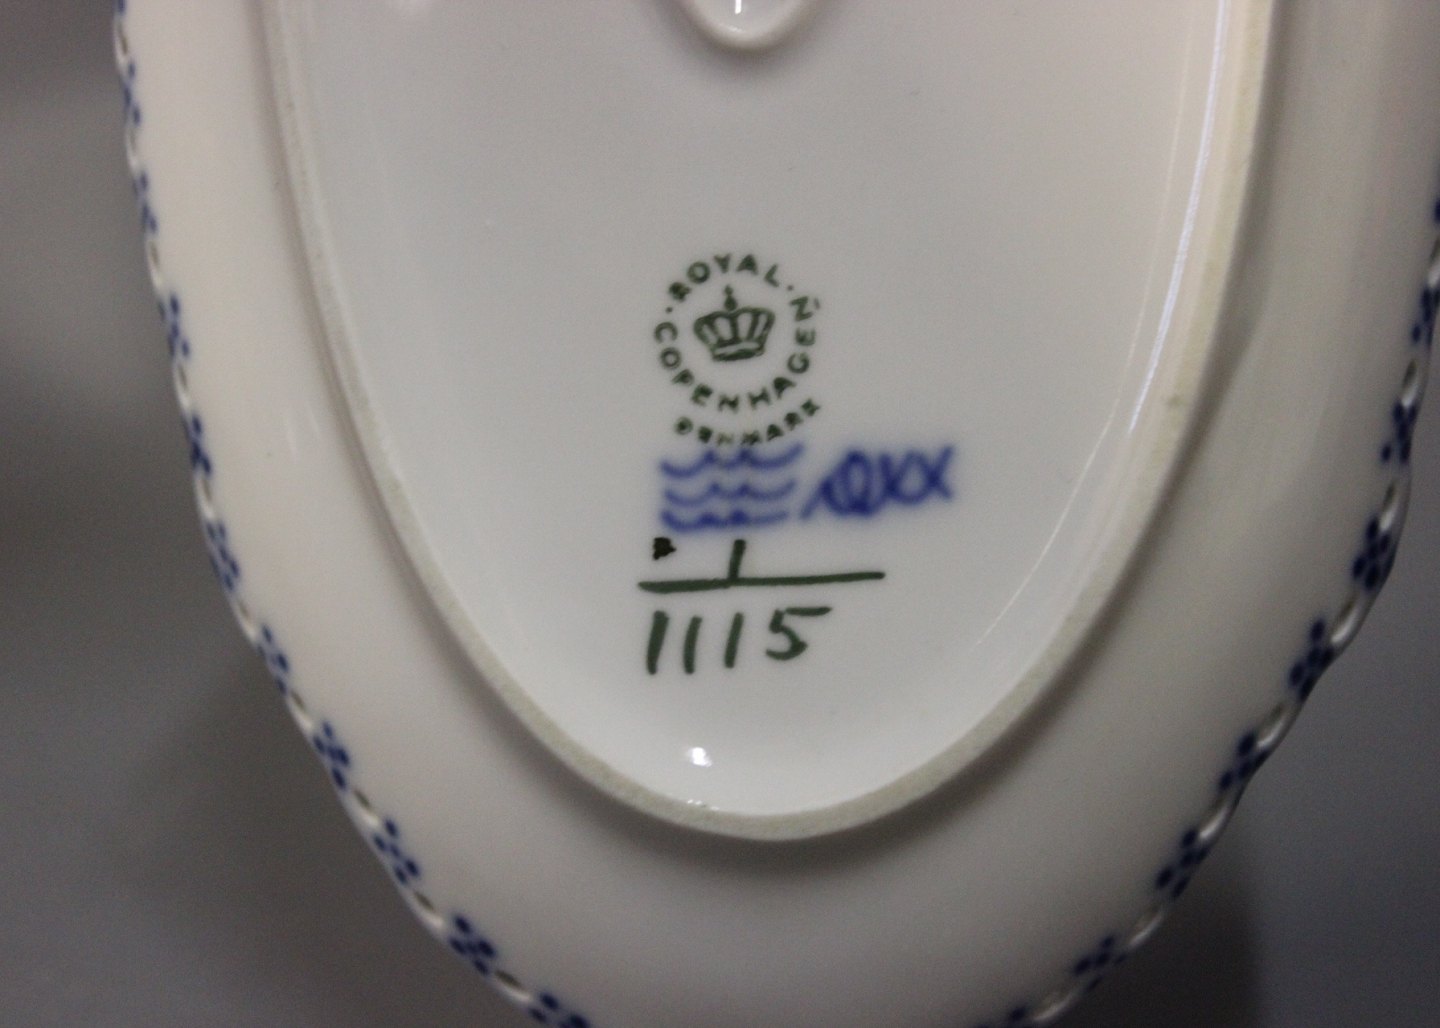 ROYAL · COPENHAGEN ·
DENMARK
1
1115